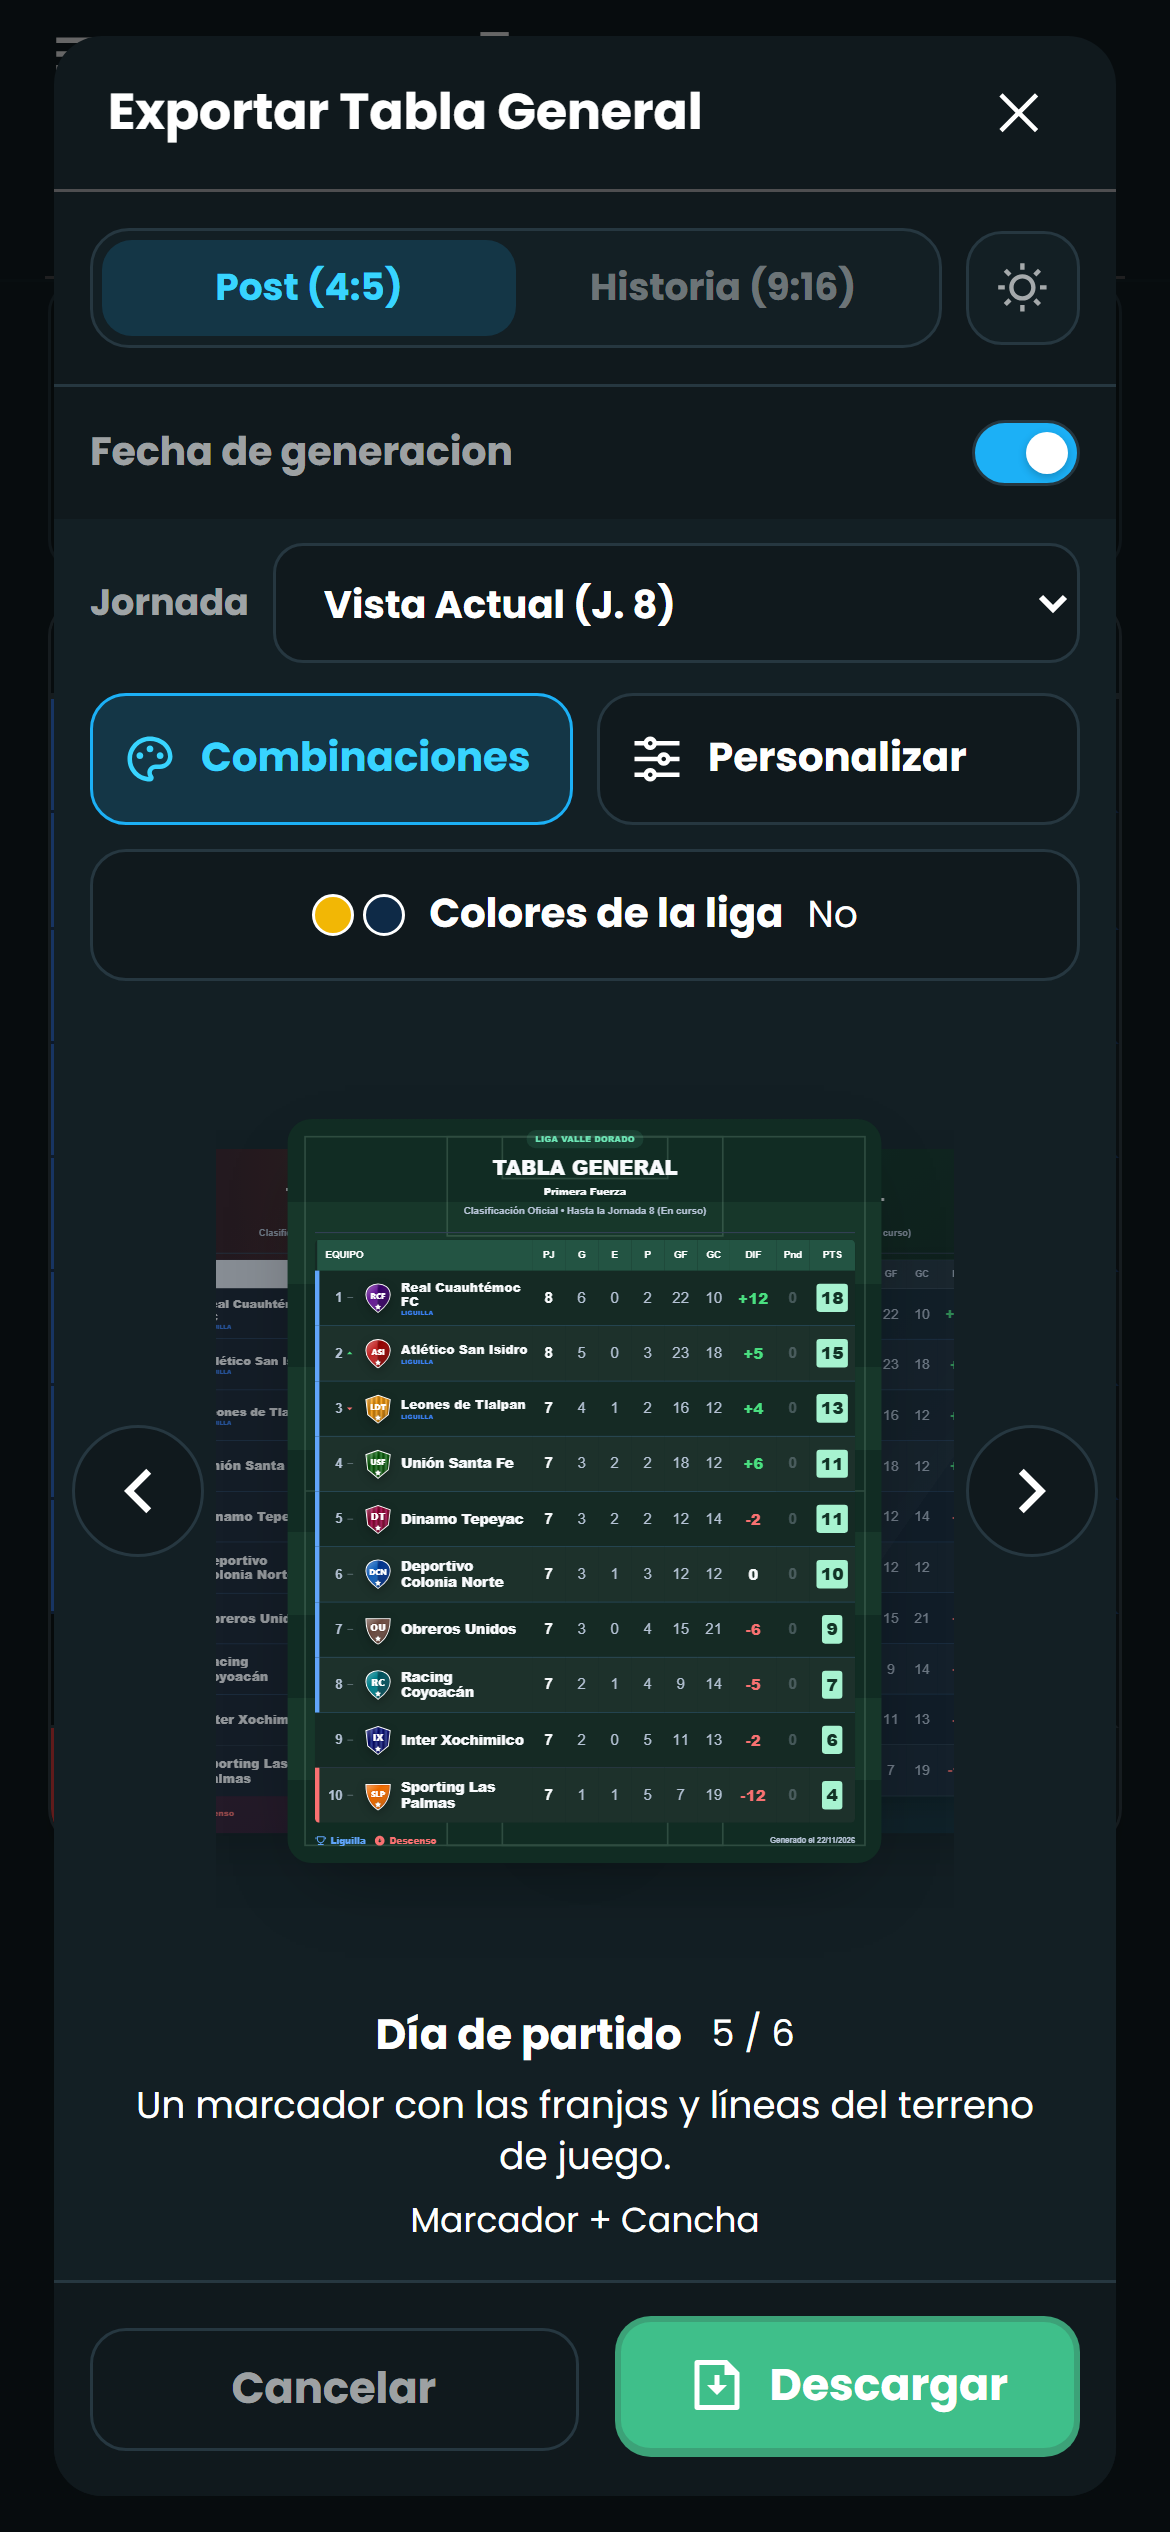 Exportar Tabla General
Post (4:5) Historia (9:16)
Fecha de generacion
Jornada Vista Actual (J. 8)
Combinaciones Personalizar
Colores de la liga No
LIGA VALLE DORADO
TABLA GENERAL
Primera Fuerza
Clasificación Oficial • Hasta la Jornada 8 (En curso)
EQUIPO PJ G E P GF GC DIF Pnd PTS
1 – RCF Real Cuauhtémoc FC LIGUILLA 8 6 0 2 22 10 +12 0 18
2 ASI Atlético San Isidro LIGUILLA 8 5 0 3 23 18 +5 0 15
3 LDT Leones de Tlalpan LIGUILLA 7 4 1 2 16 12 +4 0 13
4 – USF Unión Santa Fe 7 3 2 2 18 12 +6 0 11
5 – DT Dinamo Tepeyac 7 3 2 2 12 14 -2 0 11
6 – DCN Deportivo Colonia Norte 7 3 1 3 12 12 0 0 10
7 – OU Obreros Unidos 7 3 0 4 15 21 -6 0 9
8 – RC Racing Coyoacán 7 2 1 4 9 14 -5 0 7
9 – IX Inter Xochimilco 7 2 0 5 11 13 -2 0 6
10 – SLP Sporting Las Palmas 7 1 1 5 7 19 -12 0 4
Liguilla Descenso Generado el 22/11/2026
Día de partido 5 / 6
Un marcador con las franjas y líneas del terreno
de juego.
Marcador + Cancha
Cancelar Descargar